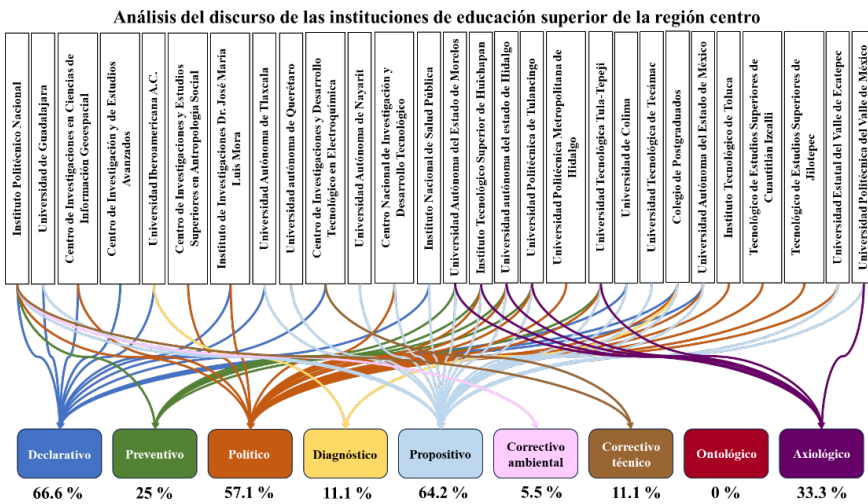 Análisis del discurso de las instituciones de educación superior de la región centro
Instituto Politécnico Nacional
Universidad de Guadalajara
Centro de Investigaciones en Ciencias de
Información Geoespacial
Centro de Investigación y de Estudios
Avanzados
Universidad Iberoamericana A.C.
Centro de Investigaciones y Estudios
Superiores en Antropología Social
Instituto de Investigaciones Dr. José María
Luis Mora
Universidad Autónoma de Tlaxcala
Universidad autónoma de Querétaro
Centro de Investigaciones y Desarrollo
Tecnológico en Electroquímica
Universidad Autónoma de Nayarit
Centro Nacional de Investigación y
Desarrollo Tecnológico
Instituto Nacional de Salud Pública
Universidad Autónoma del Estado de Morelos
Instituto Tecnológico Superior de Huichapan
Universidad autónoma del estado de Hidalgo
Universidad Politécnica de Tulancingo
Universidad Politécnica Metropolitana de
Hidalgo
Universidad Tecnológica Tula-Tepeji
Universidad de Colima
Universidad Tecnológica de Tecámac
Colegio de Postgraduados
Universidad Autónoma del Estado de México
Instituto Tecnológico de Toluca
Tecnológico de Estudios Superiores de
Cuautitlán Izcalli
Tecnológico de Estudios Superiores de
Jilotepec
Universidad Estatal del Valle de Ecatepec
Universidad Politécnica del Valle de México
Declarativo
Preventivo
Político
Diagnóstico
Propositivo
Correctivo
ambiental
Correctivo
técnico
Ontológico
Axiológico
66.6 %
25 %
57.1 %
11.1 %
64.2 %
5.5 %
11.1 %
0 %
33.3 %